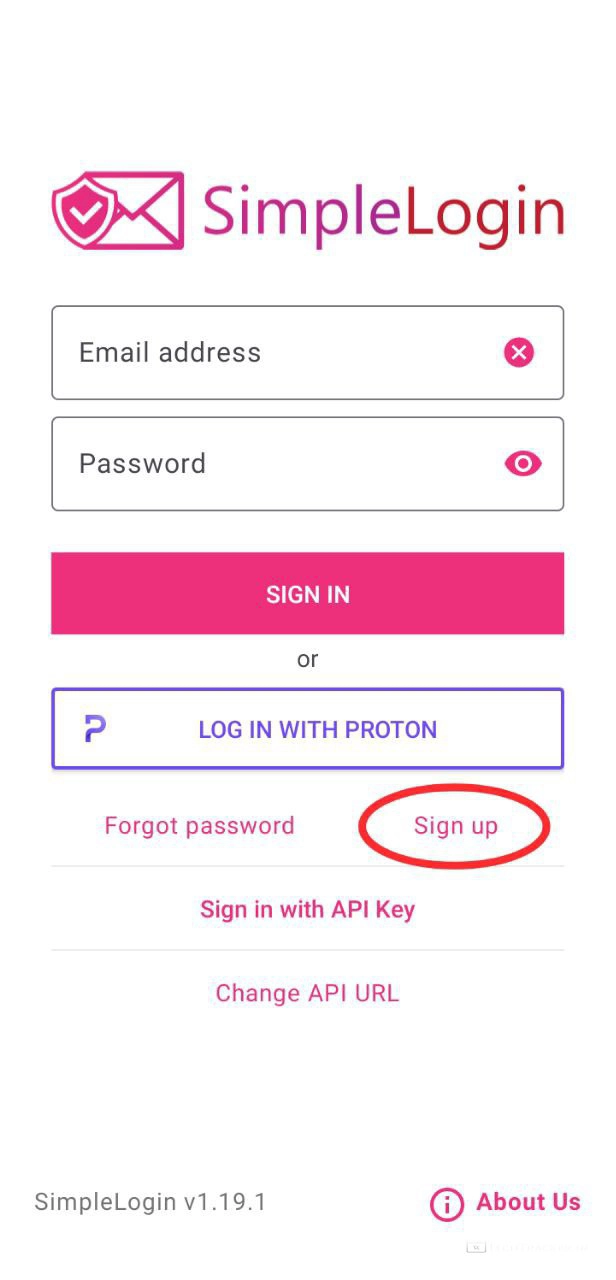 SimpleLogin
Email address
Password
SIGN IN
or
LOG IN WITH PROTON
Forgot password Sign up
Sign in with API Key
Change API URL
SimpleLogin v1.19.1 About Us